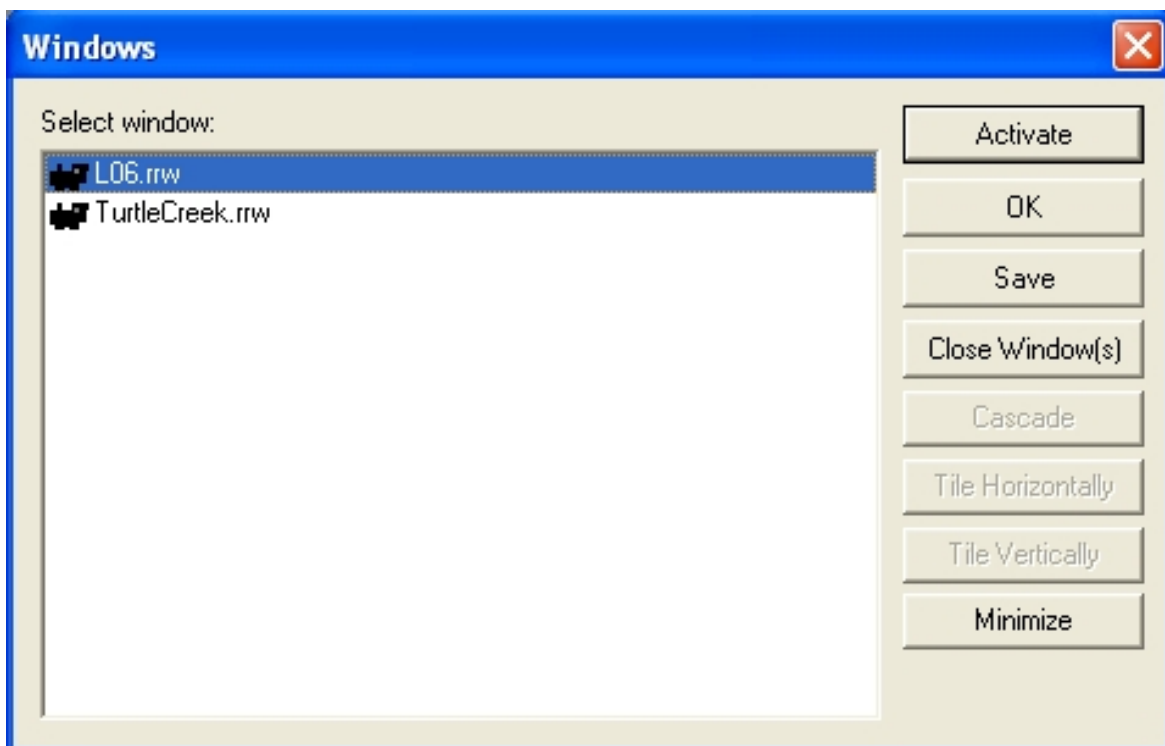 Windows
Select window:
L06.rrw
TurtleCreek.rrw
Activate
OK
Save
Close Window(s)
Cascade
Tile Horizontally
Tile Vertically
Minimize